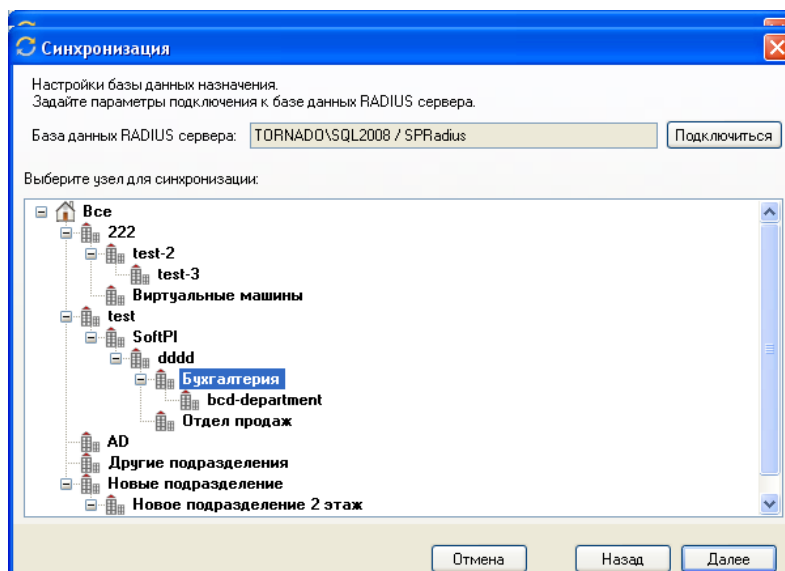 Синхронизация
Настройки базы данных назначения.
Задайте параметры подключения к базе данных RADIUS сервера.
База данных RADIUS сервера: TORNADO\SQL2008 / SPRadius Подключиться
Выберите узел для синхронизации:
Все
222
test-2
test-3
Виртуальные машины
test
SoftPI
dddd
Бухгалтерия
bcd-department
Отдел продаж
AD
Другие подразделения
Новые подразделение
Новое подразделение 2 этаж
Отмена Назад Далее